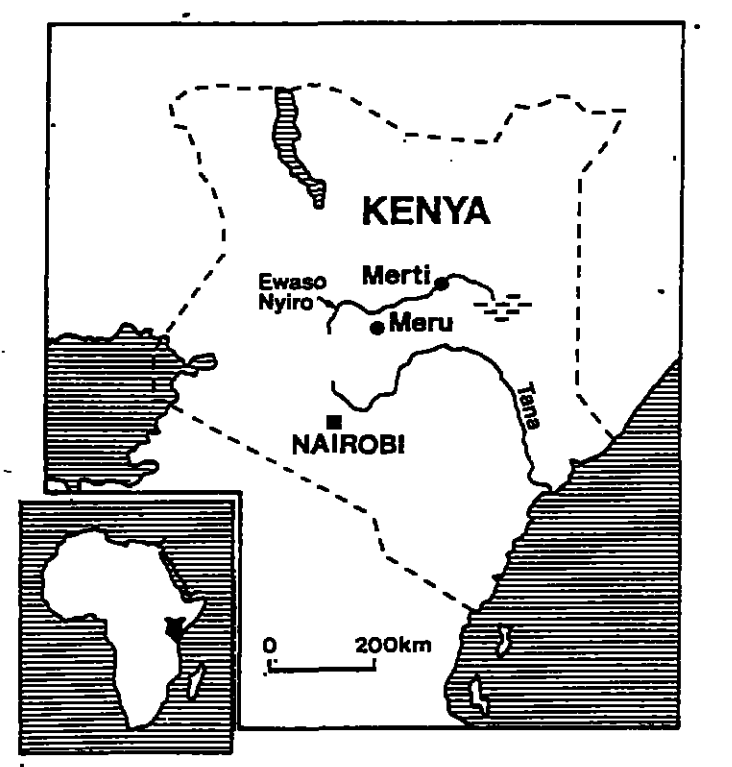 KENYA
Merti
Ewaso
Nyiro
Meru
Tana
NAIROBI
0 200km